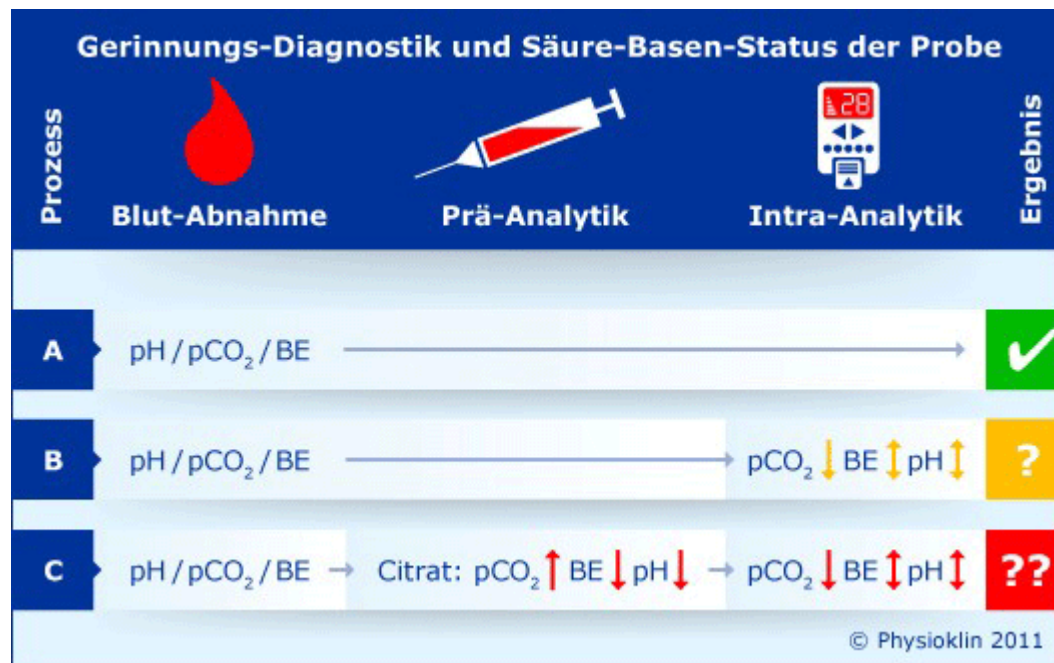 Gerinnungs-Diagnostik und Säure-Basen-Status der Probe
Prozess
Blut-Abnahme
Prä-Analytik
28
Intra-Analytik
Ergebnis
A
pH/pCO₂/BE
B
pH/pCO₂/BE
pCO₂↓BE↕pH↕
?
C
pH/pCO₂/BE → Citrat: pCO₂↑BE↓pH↓ → pCO₂↓BE↕pH↕
??
© Physioklin 2011